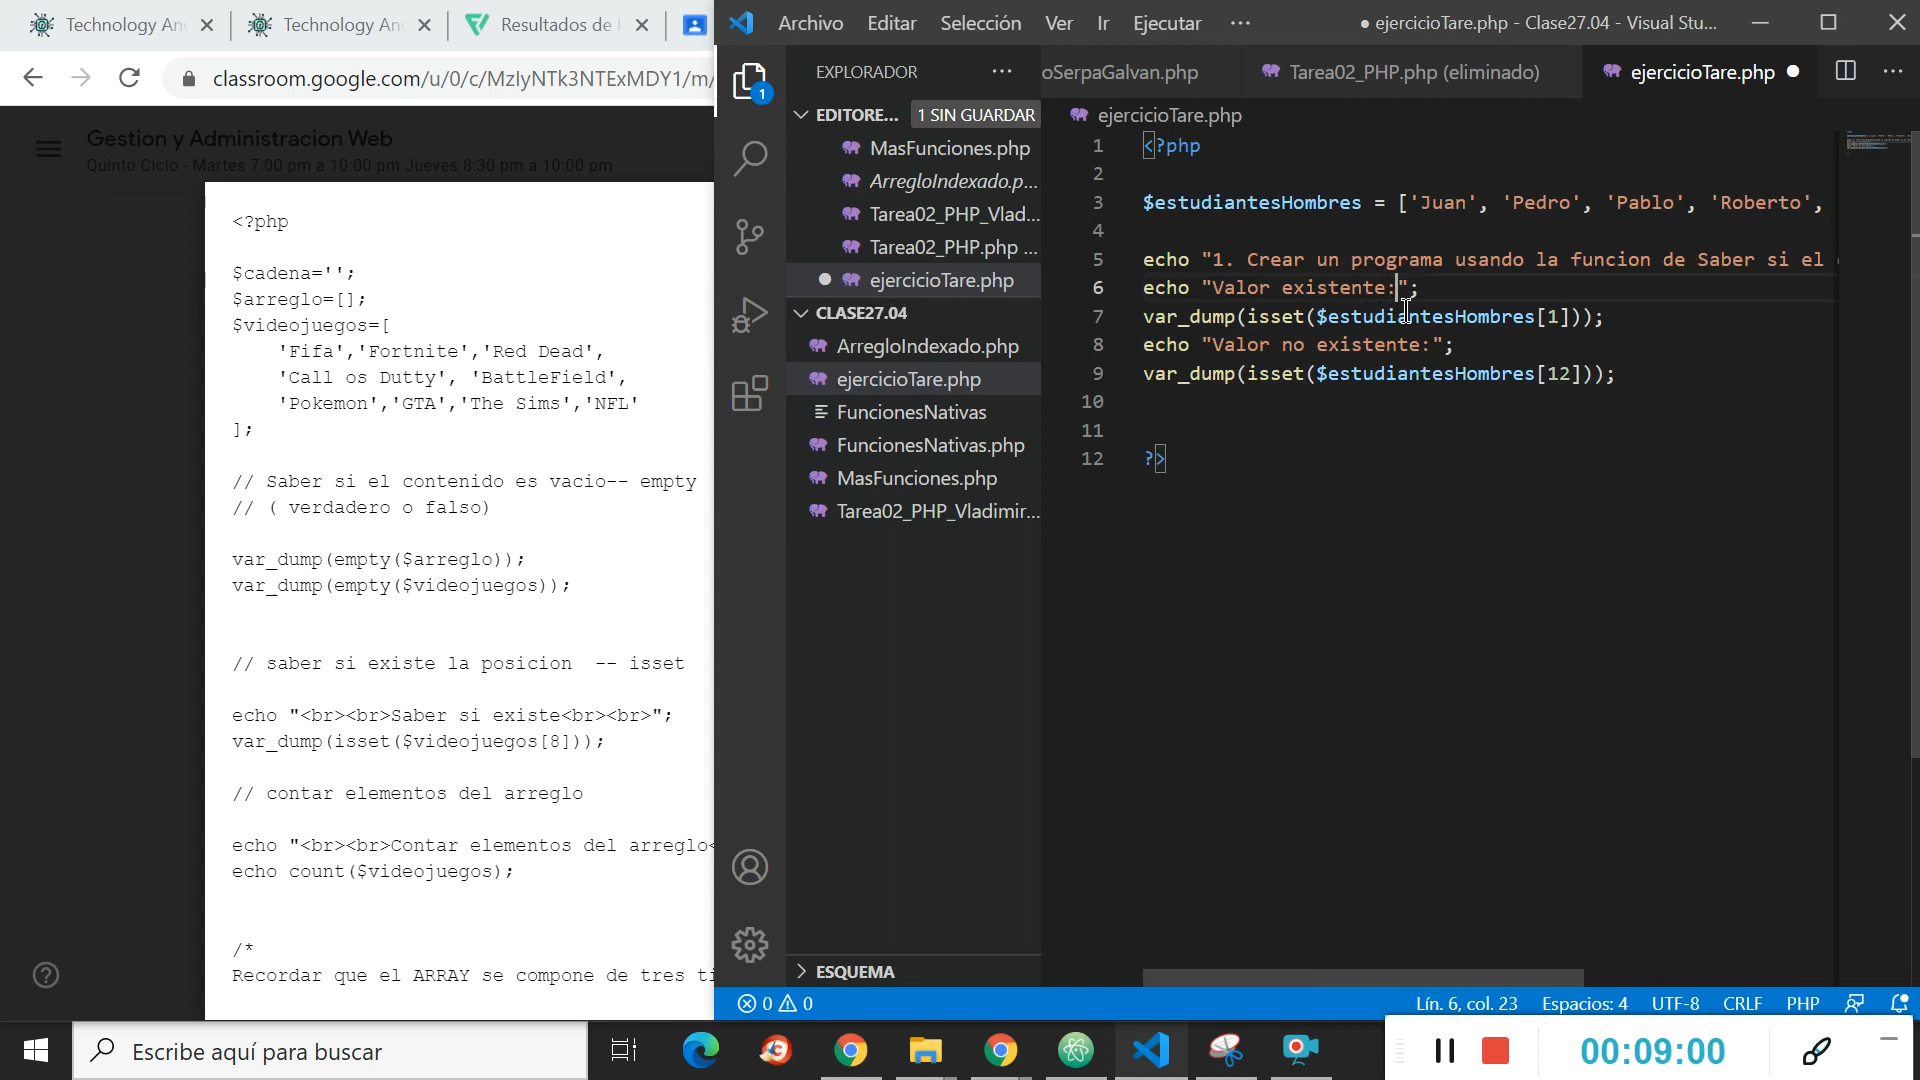 Technology An
Technology An
Resultados de
classroom.google.com/u/0/c/MzIyNTk3NTExMDY1/m/
Gestion y Administracion Web
Quinto Ciclo - Martes 7:00 pm a 10:00 pm Jueves 8:30 pm a 10:00 pm
<?php
$cadena='';
$arreglo=[];
$videojuegos=[
'Fifa','Fortnite','Red Dead',
'Call os Dutty', 'BattleField',
'Pokemon','GTA','The Sims','NFL'
];
// Saber si el contenido es vacio-- empty
// ( verdadero o falso)
var_dump(empty($arreglo));
var_dump(empty($videojuegos));
// saber si existe la posicion -- isset
echo "<br><br>Saber si existe<br><br>";
var_dump(isset($videojuegos[8]));
// contar elementos del arreglo
echo "<br><br>Contar elementos del arreglo<
echo count($videojuegos);
/*
Recordar que el ARRAY se compone de tres ti
Archivo Editar Selección Ver Ir Ejecutar ··· ● ejercicioTare.php - Clase27.04 - Visual Stu...
EXPLORADOR ···
oSerpaGalvan.php Tarea02_PHP.php (eliminado) ejercicioTare.php ●
EDITORE... 1 SIN GUARDAR
MasFunciones.php
ArregloIndexado.p...
Tarea02_PHP_Vlad...
Tarea02_PHP.php ...
ejercicioTare.php
CLASE27.04
ArregloIndexado.php
ejercicioTare.php
FuncionesNativas
FuncionesNativas.php
MasFunciones.php
Tarea02_PHP_Vladimir...
ESQUEMA
ejercicioTare.php
1 <?php
2
3 $estudiantesHombres = ['Juan', 'Pedro', 'Pablo', 'Roberto',
4
5 echo "1. Crear un programa usando la funcion de Saber si el
6 echo "Valor existente:";
7 var_dump(isset($estudiantesHombres[1]));
8 echo "Valor no existente:";
9 var_dump(isset($estudiantesHombres[12]));
10
11
12 ?>
1
0 0 Lín. 6, col. 23 Espacios: 4 UTF-8 CRLF PHP
Escribe aquí para buscar
00:09:00